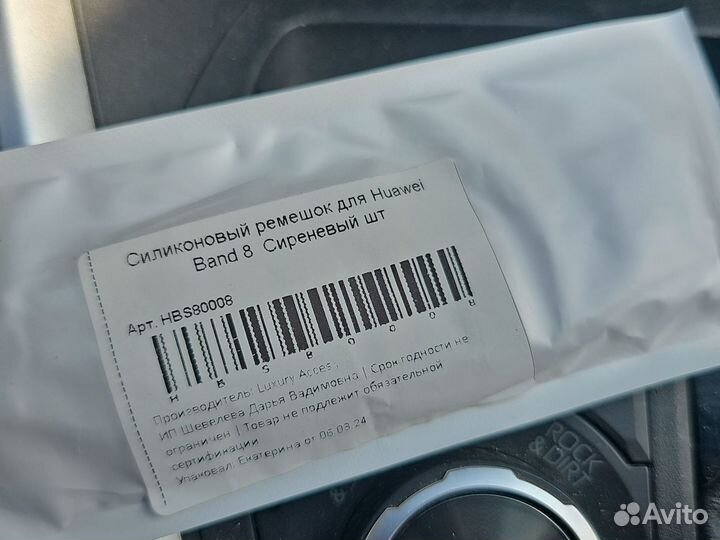 Силиконовый ремешок для Huawei
Band 8 Сиреневый шт
Арт. HBS80008
HBS80008
Производитель: Luxury Acces.,
ИП Шевелева Дарья Вадимовна | Срок годности не
ограничен | Товар не подлежит обязательной
сертификации
Упаковал: Екатерина от 06.03.24
ROCK
& DIRT
Avito